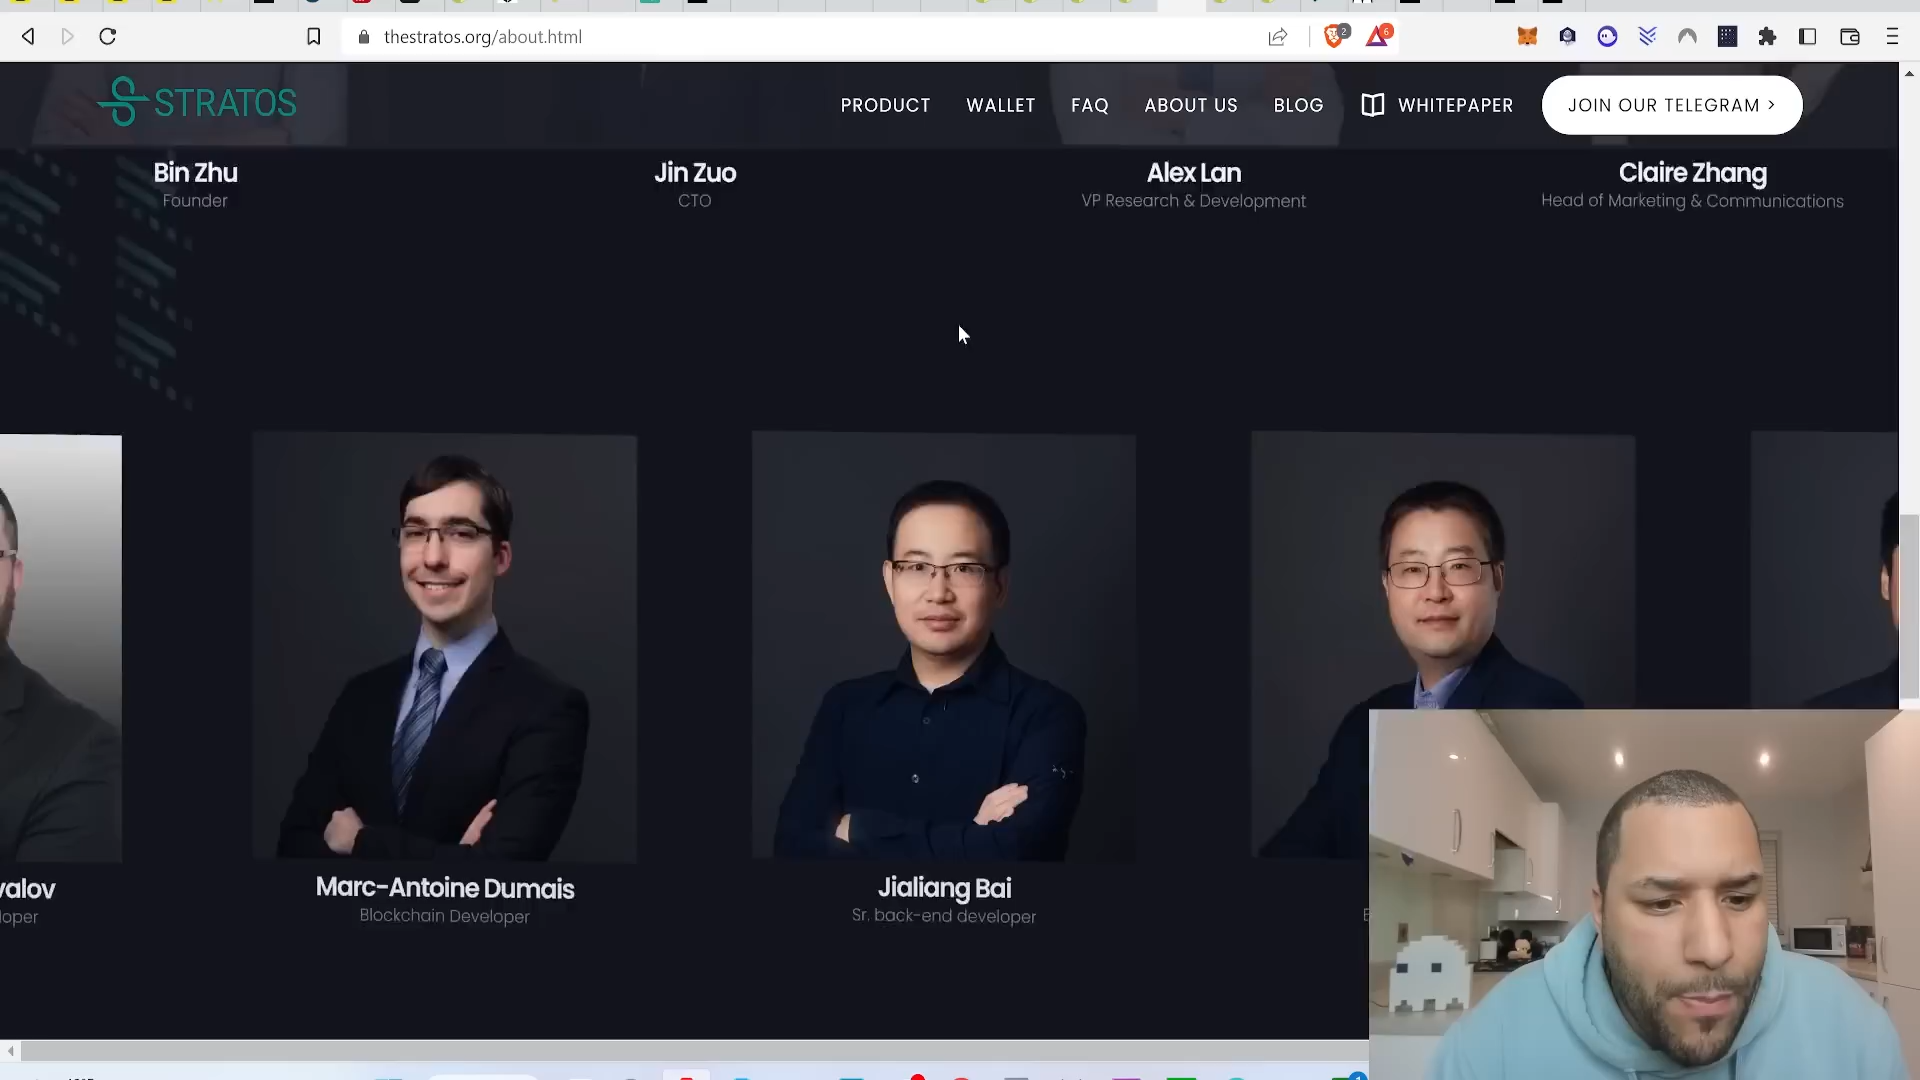 thestratos.org/about.html
2
6
STRATOS
PRODUCT
WALLET
FAQ
ABOUT US
BLOG
WHITEPAPER
JOIN OUR TELEGRAM >
Bin Zhu
Founder
Jin Zuo
CTO
Alex Lan
VP Research & Development
Claire Zhang
Head of Marketing & Communications
valov
loper
Marc-Antoine Dumais
Blockchain Developer
Jialiang Bai
Sr. back-end developer